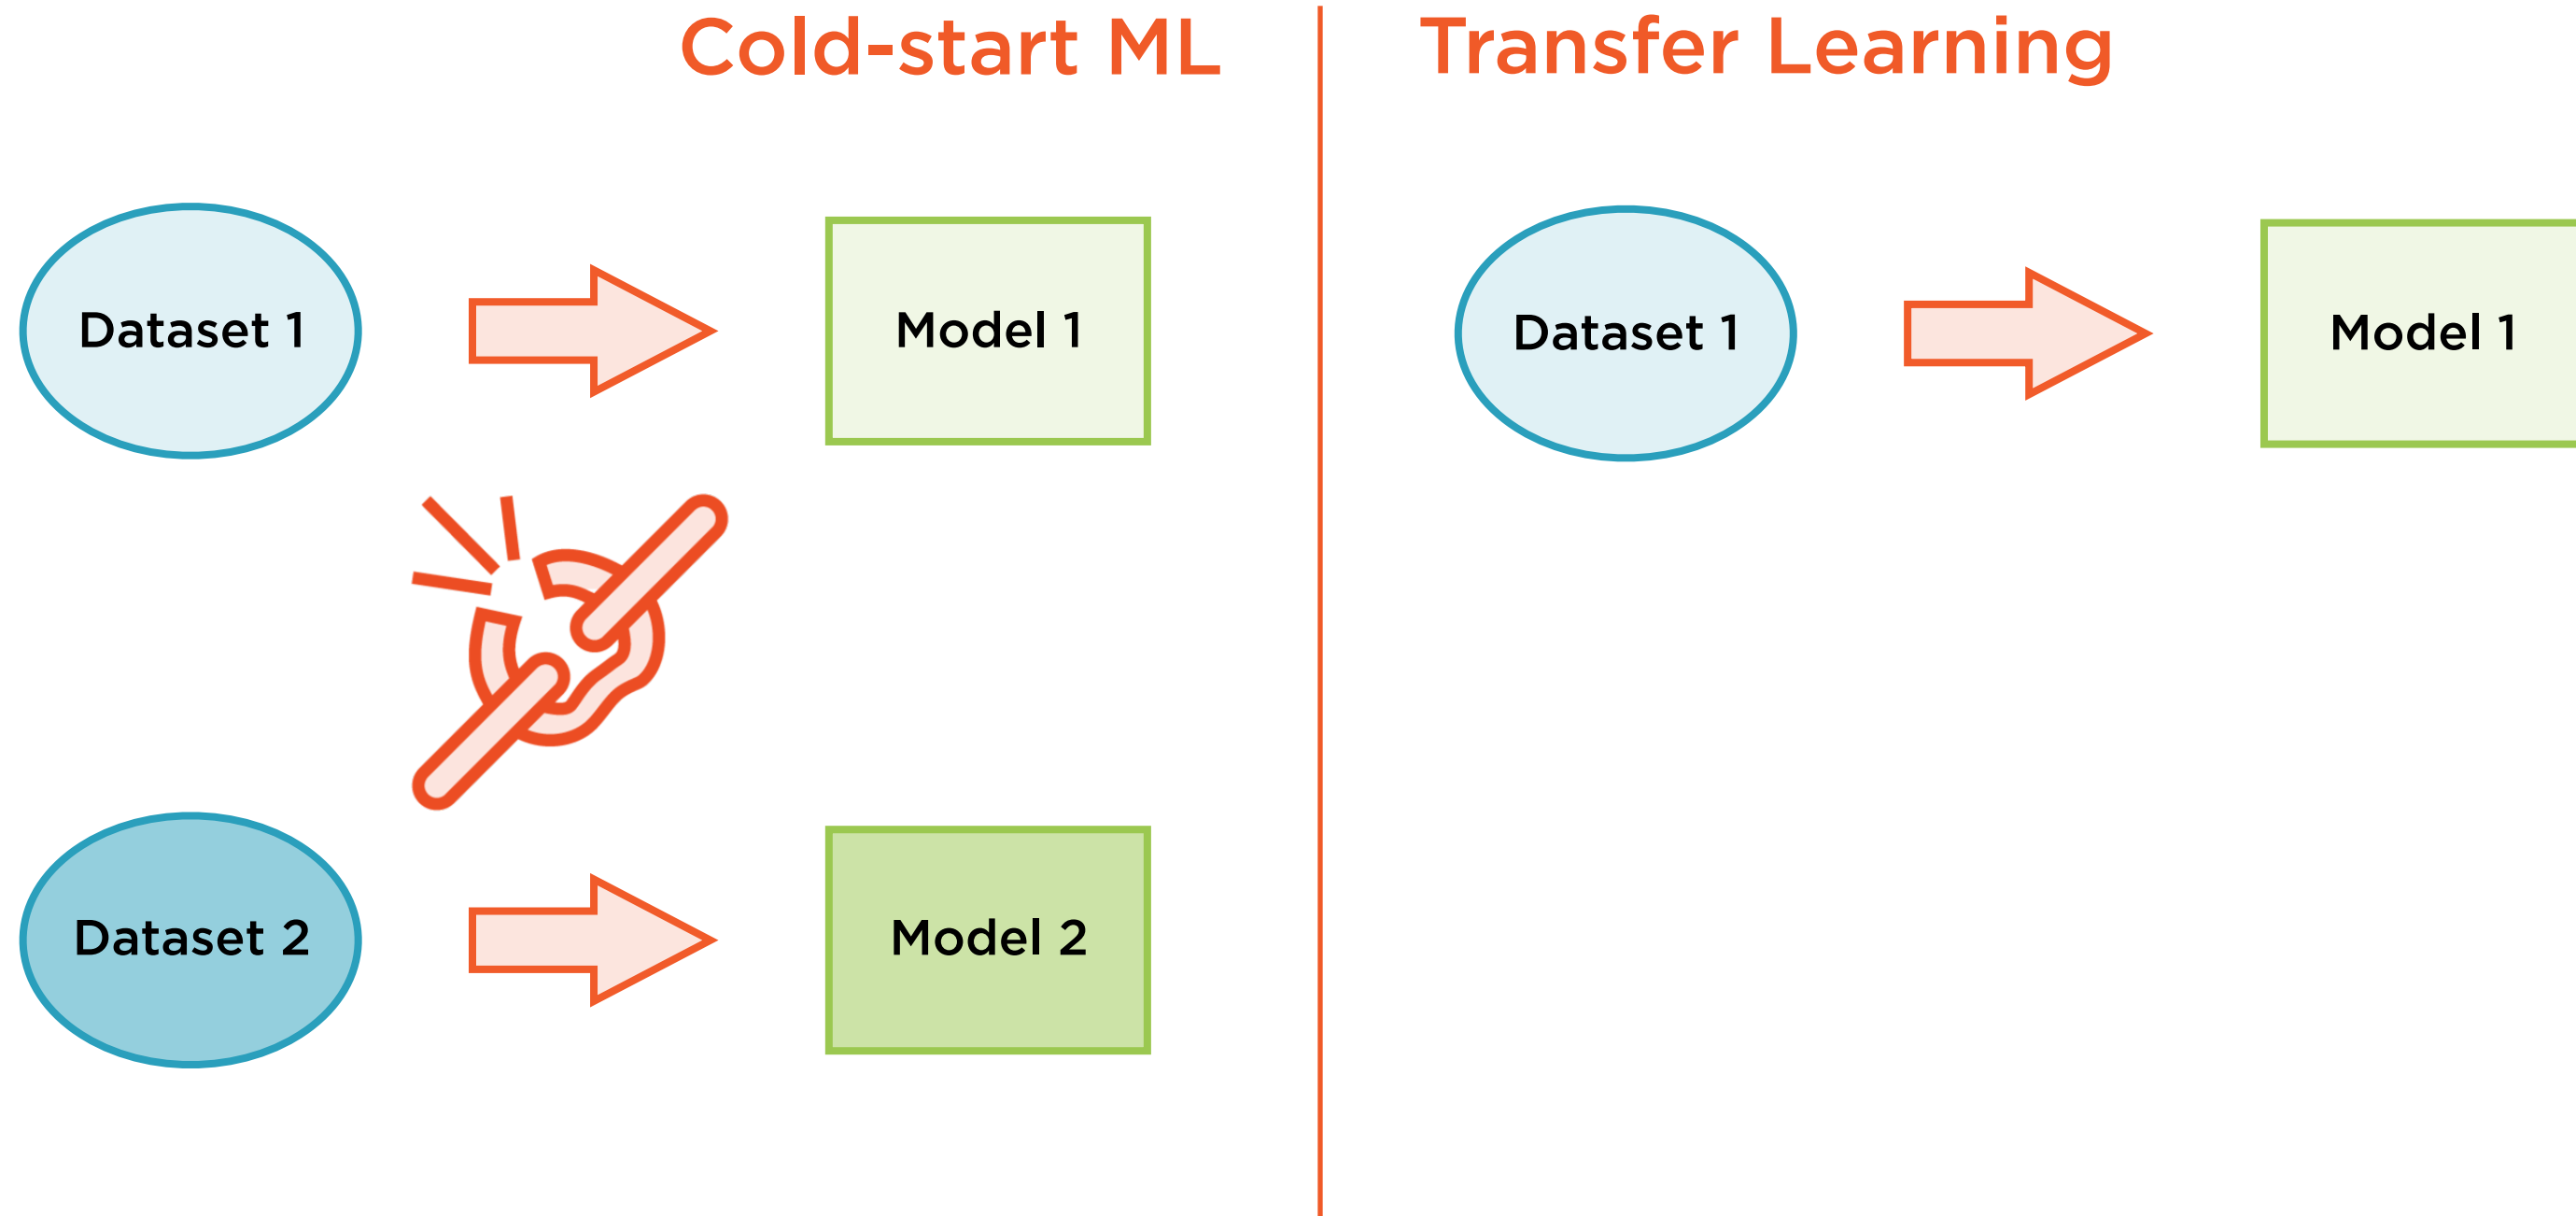 Cold-start ML
Transfer Learning
Dataset 1
Model 1
Dataset 1
Model 1
Dataset 2
Model 2